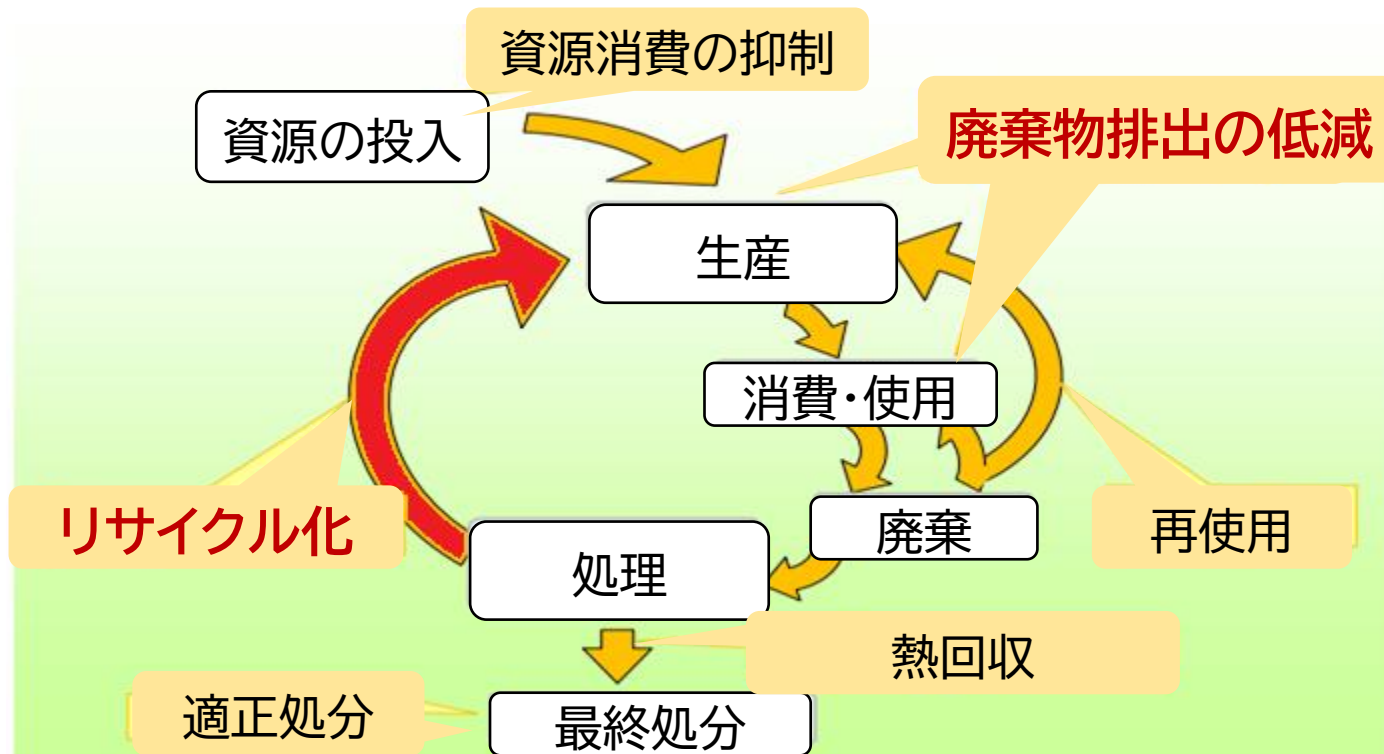 資源消費の抑制
資源の投入
廃棄物排出の低減
生産
消費・使用
リサイクル化
廃棄
再使用
処理
熱回収
適正処分
最終処分